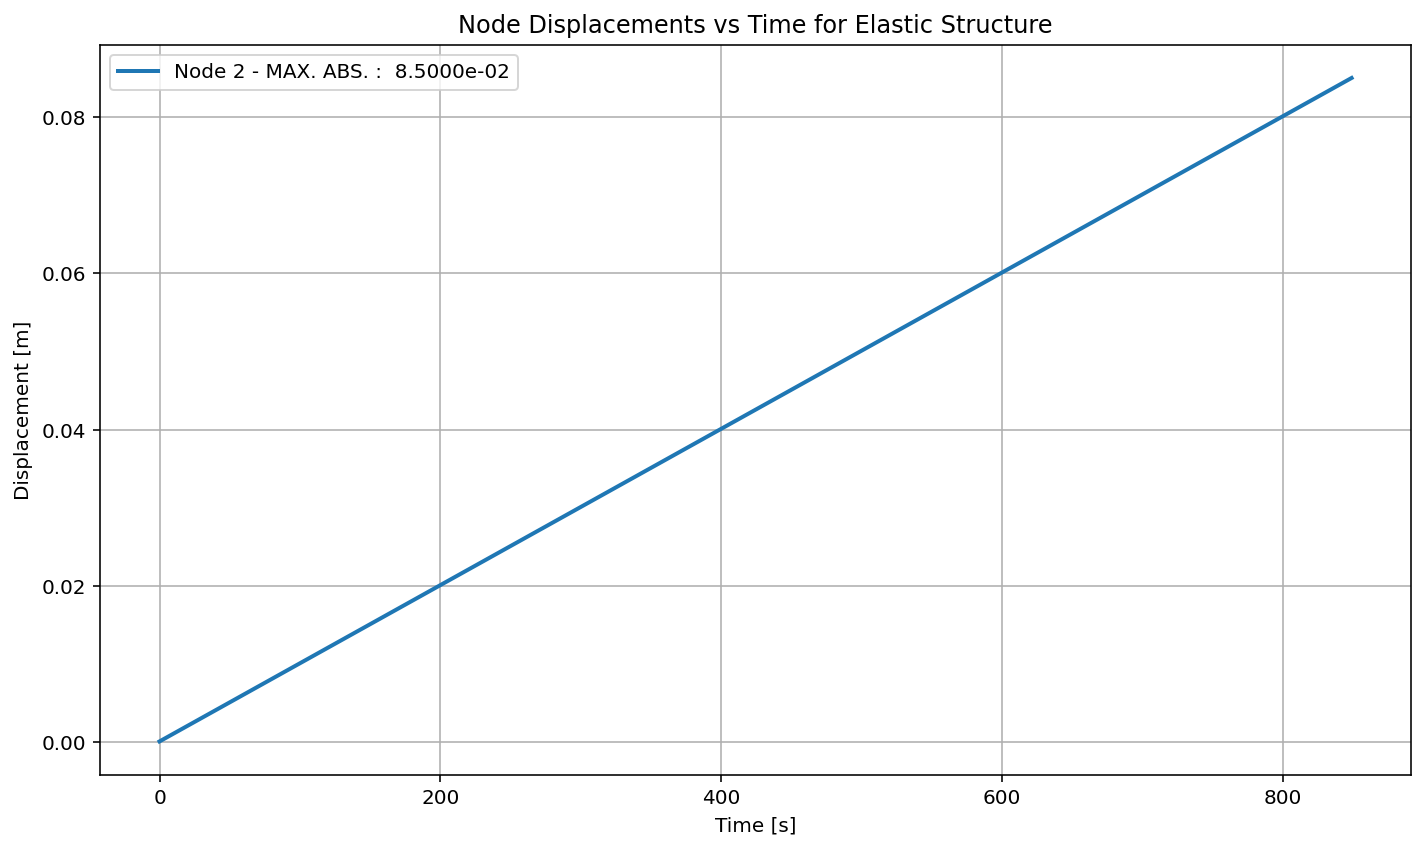 Node Displacements vs Time for Elastic Structure
Node 2 - MAX. ABS. :  8.5000e-02
Displacement [m]
0.08
0.06
0.04
0.02
0.00
0
200
400
600
800
Time [s]